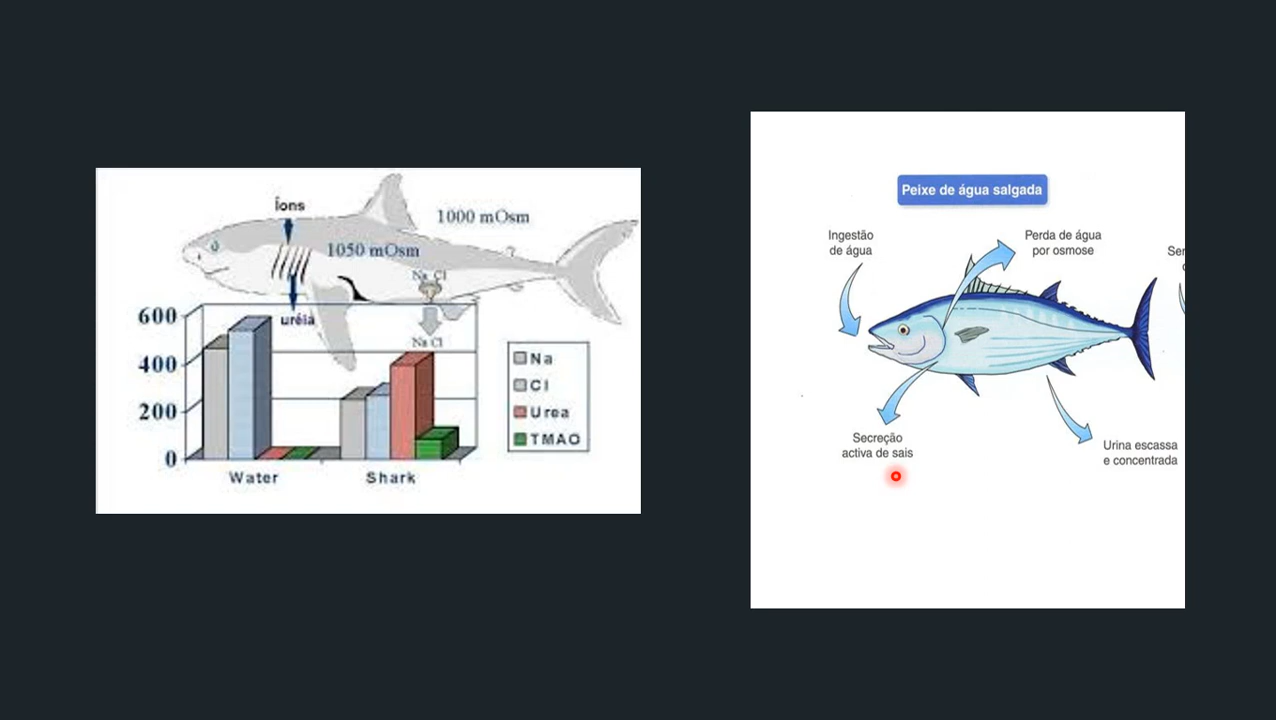 Íons
1000 mOsm
1050 mOsm
Na Cl
uréia
Na Cl
600
400
200
0
Water
Shark
Na
Cl
Urea
TMAO
Peixe de água salgada
Ingestão
de água
Perda de água
por osmose
Ser
Secreção
activa de sais
Urina escassa
e concentrada